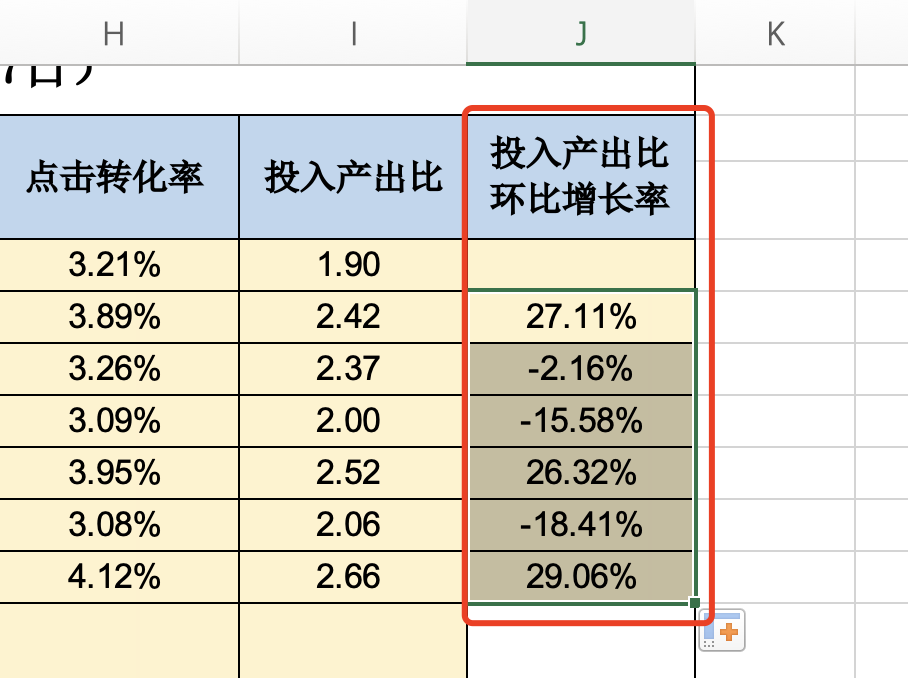 H I J K
7日）
点击转化率 投入产出比 投入产出比
环比增长率
3.21% 1.90
3.89% 2.42 27.11%
3.26% 2.37 -2.16%
3.09% 2.00 -15.58%
3.95% 2.52 26.32%
3.08% 2.06 -18.41%
4.12% 2.66 29.06%